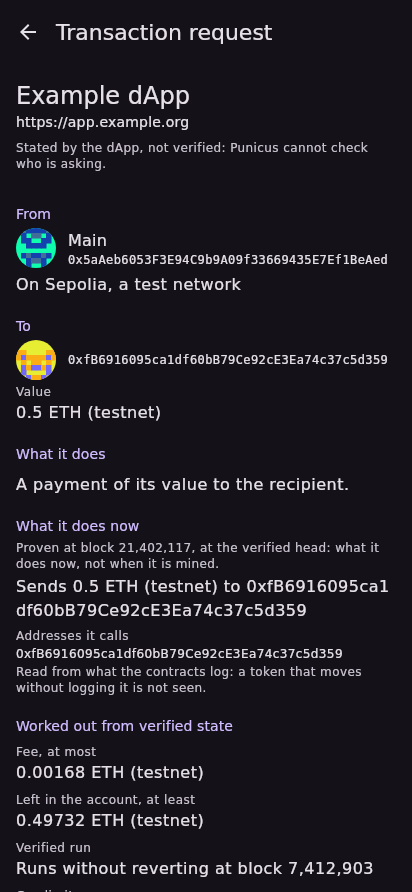 Transaction request
Example dApp
https://app.example.org
Stated by the dApp, not verified: Punicus cannot check
who is asking.
From
Main
0x5aAeb6053F3E94C9b9A09f33669435E7Ef1BeAed
On Sepolia, a test network
To
0xfB6916095ca1df60bB79Ce92cE3Ea74c37c5d359
Value
0.5 ETH (testnet)
What it does
A payment of its value to the recipient.
What it does now
Proven at block 21,402,117, at the verified head: what it
does now, not when it is mined.
Sends 0.5 ETH (testnet) to 0xfB6916095ca1
df60bB79Ce92cE3Ea74c37c5d359
Addresses it calls
0xfB6916095ca1df60bB79Ce92cE3Ea74c37c5d359
Read from what the contracts log: a token that moves
without logging it is not seen.
Worked out from verified state
Fee, at most
0.00168 ETH (testnet)
Left in the account, at least
0.49732 ETH (testnet)
Verified run
Runs without reverting at block 7,412,903